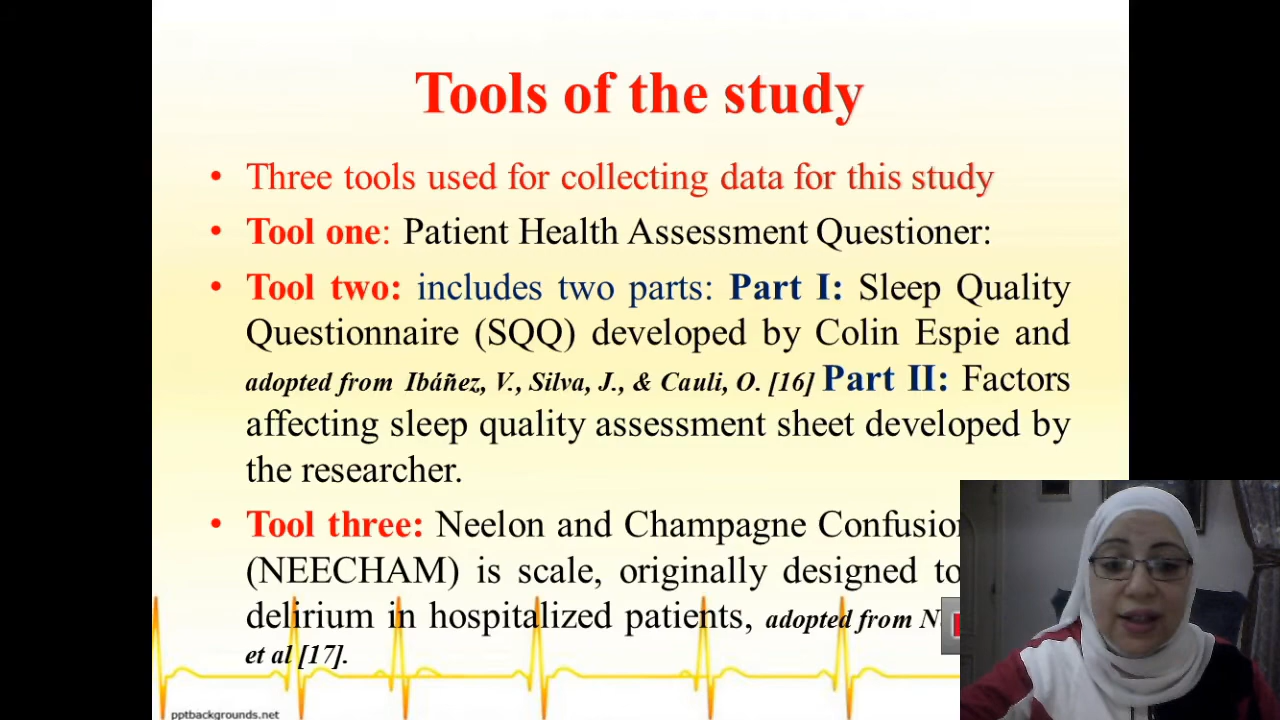 Tools of the study
• Three tools used for collecting data for this study
• Tool one: Patient Health Assessment Questioner:
• Tool two: includes two parts: Part I: Sleep Quality
Questionnaire (SQQ) developed by Colin Espie and
adopted from Ibáñez, V., Silva, J., & Cauli, O. [16] Part II: Factors
affecting sleep quality assessment sheet developed by
the researcher.
• Tool three: Neelon and Champagne
(NEECHAM) is scale, originally designed to
delirium in hospitalized patients, adopted from
et al [17].
pptbackgrounds.net